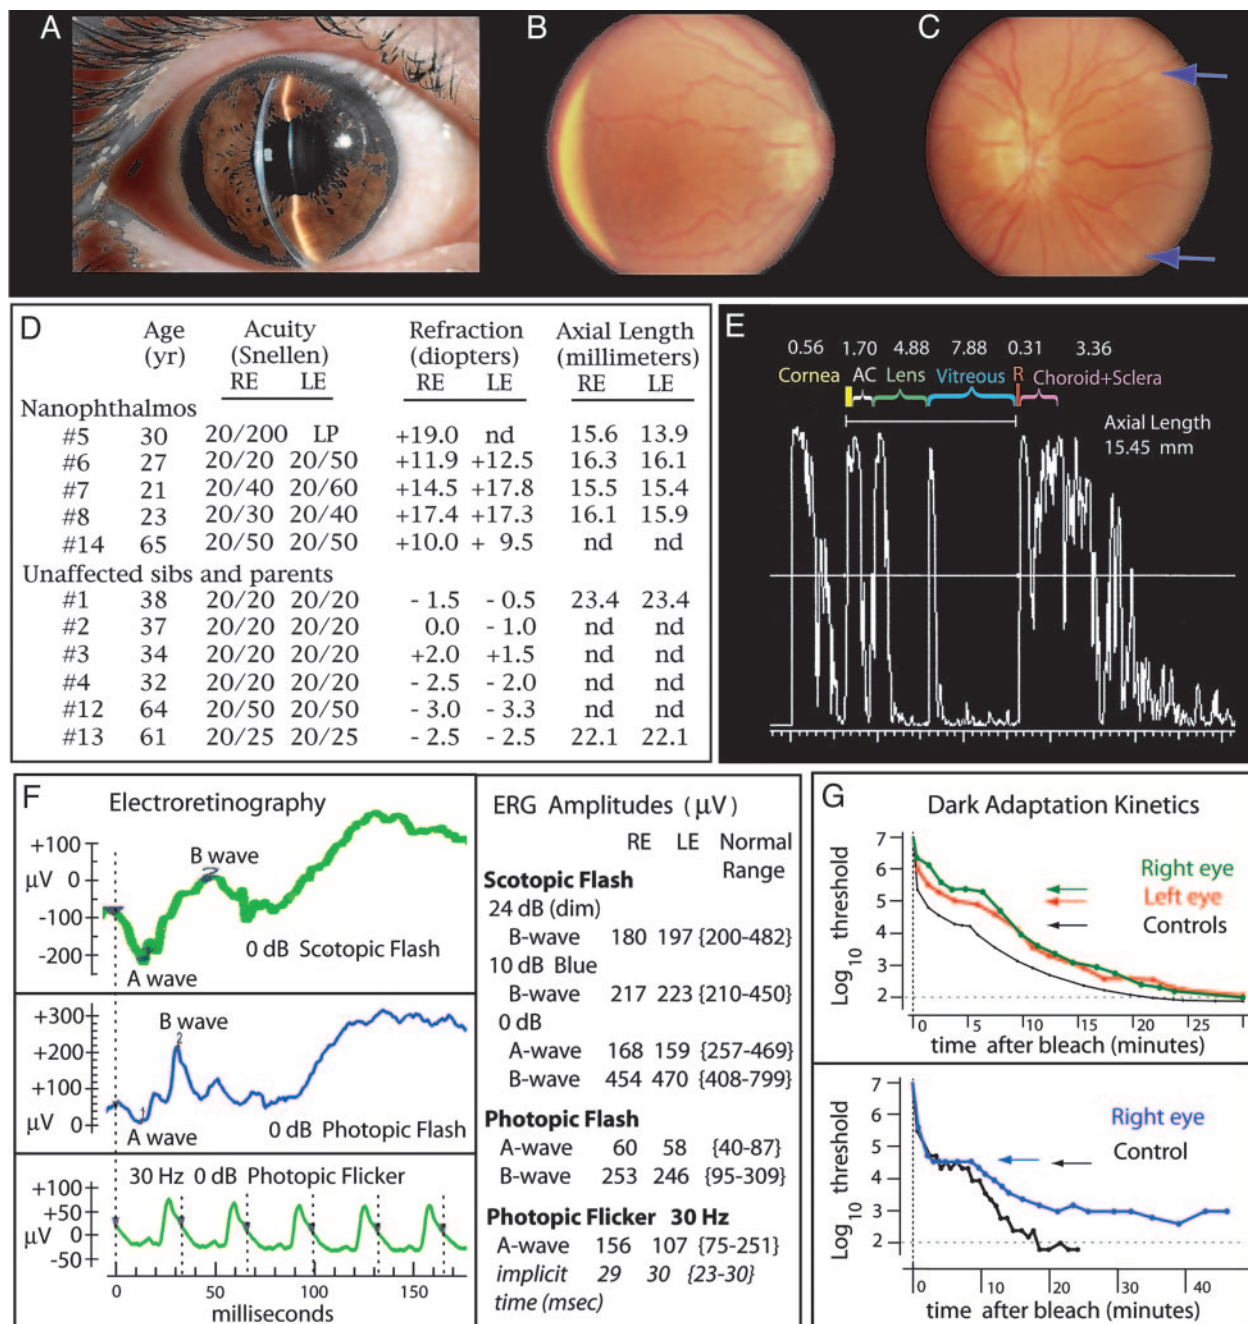 A
B
C
D
Age Acuity Refraction Axial Length
(yr) (Snellen) (diopters) (millimeters)
RE LE RE LE RE LE
Nanophthalmos
#5 30 20/200 LP +19.0 nd 15.6 13.9
#6 27 20/20 20/50 +11.9 +12.5 16.3 16.1
#7 21 20/40 20/60 +14.5 +17.8 15.5 15.4
#8 23 20/30 20/40 +17.4 +17.3 16.1 15.9
#14 65 20/50 20/50 +10.0 + 9.5 nd nd
Unaffected sibs and parents
#1 38 20/20 20/20 - 1.5 - 0.5 23.4 23.4
#2 37 20/20 20/20 0.0 - 1.0 nd nd
#3 34 20/20 20/20 +2.0 +1.5 nd nd
#4 32 20/20 20/20 - 2.5 - 2.0 nd nd
#12 64 20/50 20/50 - 3.0 - 3.3 nd nd
#13 61 20/25 20/25 - 2.5 - 2.5 22.1 22.1
E
0.56 1.70 4.88 7.88 0.31 3.36
Cornea AC Lens Vitreous R Choroid+Sclera
Axial Length
15.45 mm
F
Electroretinography
+100
μV 0
-100
-200
B wave
A wave
0 dB Scotopic Flash
+300
+200
+100
μV 0
B wave
2
1
A wave
0 dB Photopic Flash
30 Hz 0 dB Photopic Flicker
+100
+50
μV 0
-50
0 50 100 150
milliseconds
ERG Amplitudes (μV)
RE LE Normal
Range
Scotopic Flash
24 dB (dim)
B-wave 180 197 {200-482}
10 dB Blue
B-wave 217 223 {210-450}
0 dB
A-wave 168 159 {257-469}
B-wave 454 470 {408-799}
Photopic Flash
A-wave 60 58 {40-87}
B-wave 253 246 {95-309}
Photopic Flicker 30 Hz
A-wave 156 107 {75-251}
implicit 29 30 {23-30}
time (msec)
G
Dark Adaptation Kinetics
Log10 threshold
7
6
5
4
3
2
Right eye
Left eye
Controls
0 5 10 15 20 25
time after bleach (minutes)
Log10 threshold
7
6
5
4
3
2
Right eye
Control
0 10 20 30 40
time after bleach (minutes)